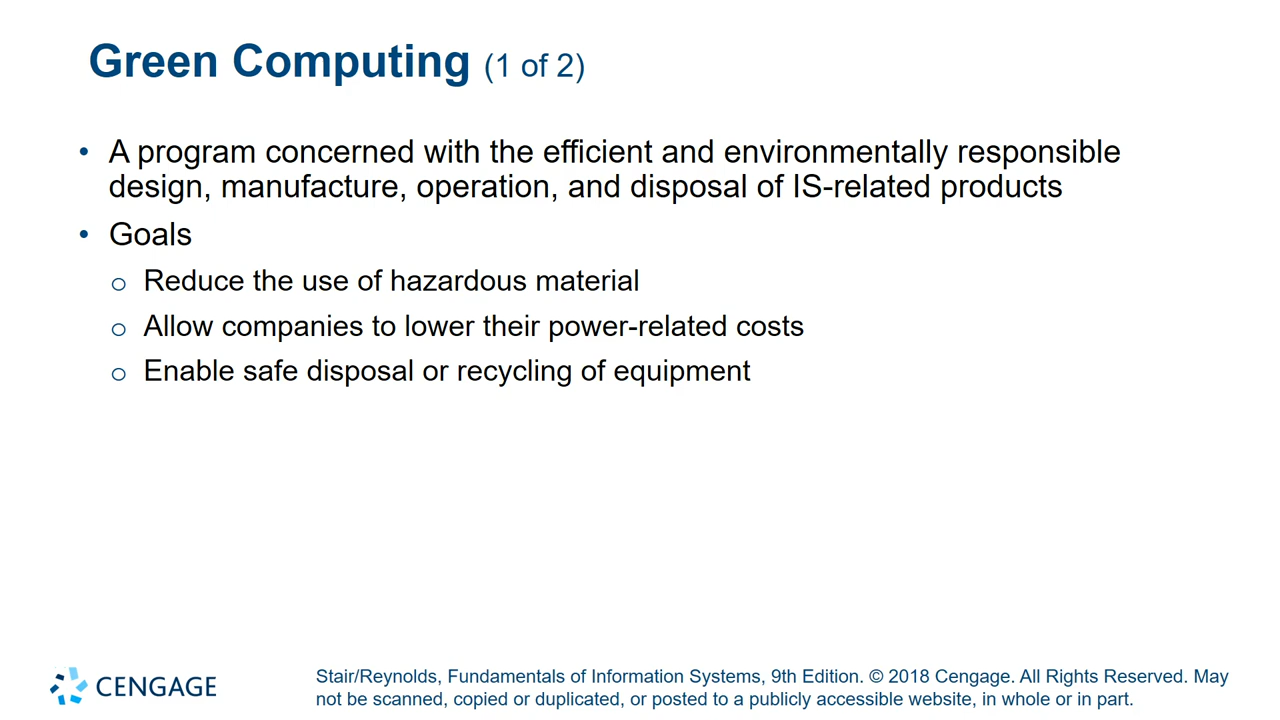 Green Computing (1 of 2)
• A program concerned with the efficient and environmentally responsible
design, manufacture, operation, and disposal of IS-related products
• Goals
o Reduce the use of hazardous material
o Allow companies to lower their power-related costs
o Enable safe disposal or recycling of equipment
CENGAGE
Stair/Reynolds, Fundamentals of Information Systems, 9th Edition. © 2018 Cengage. All Rights Reserved. May
not be scanned, copied or duplicated, or posted to a publicly accessible website, in whole or in part.